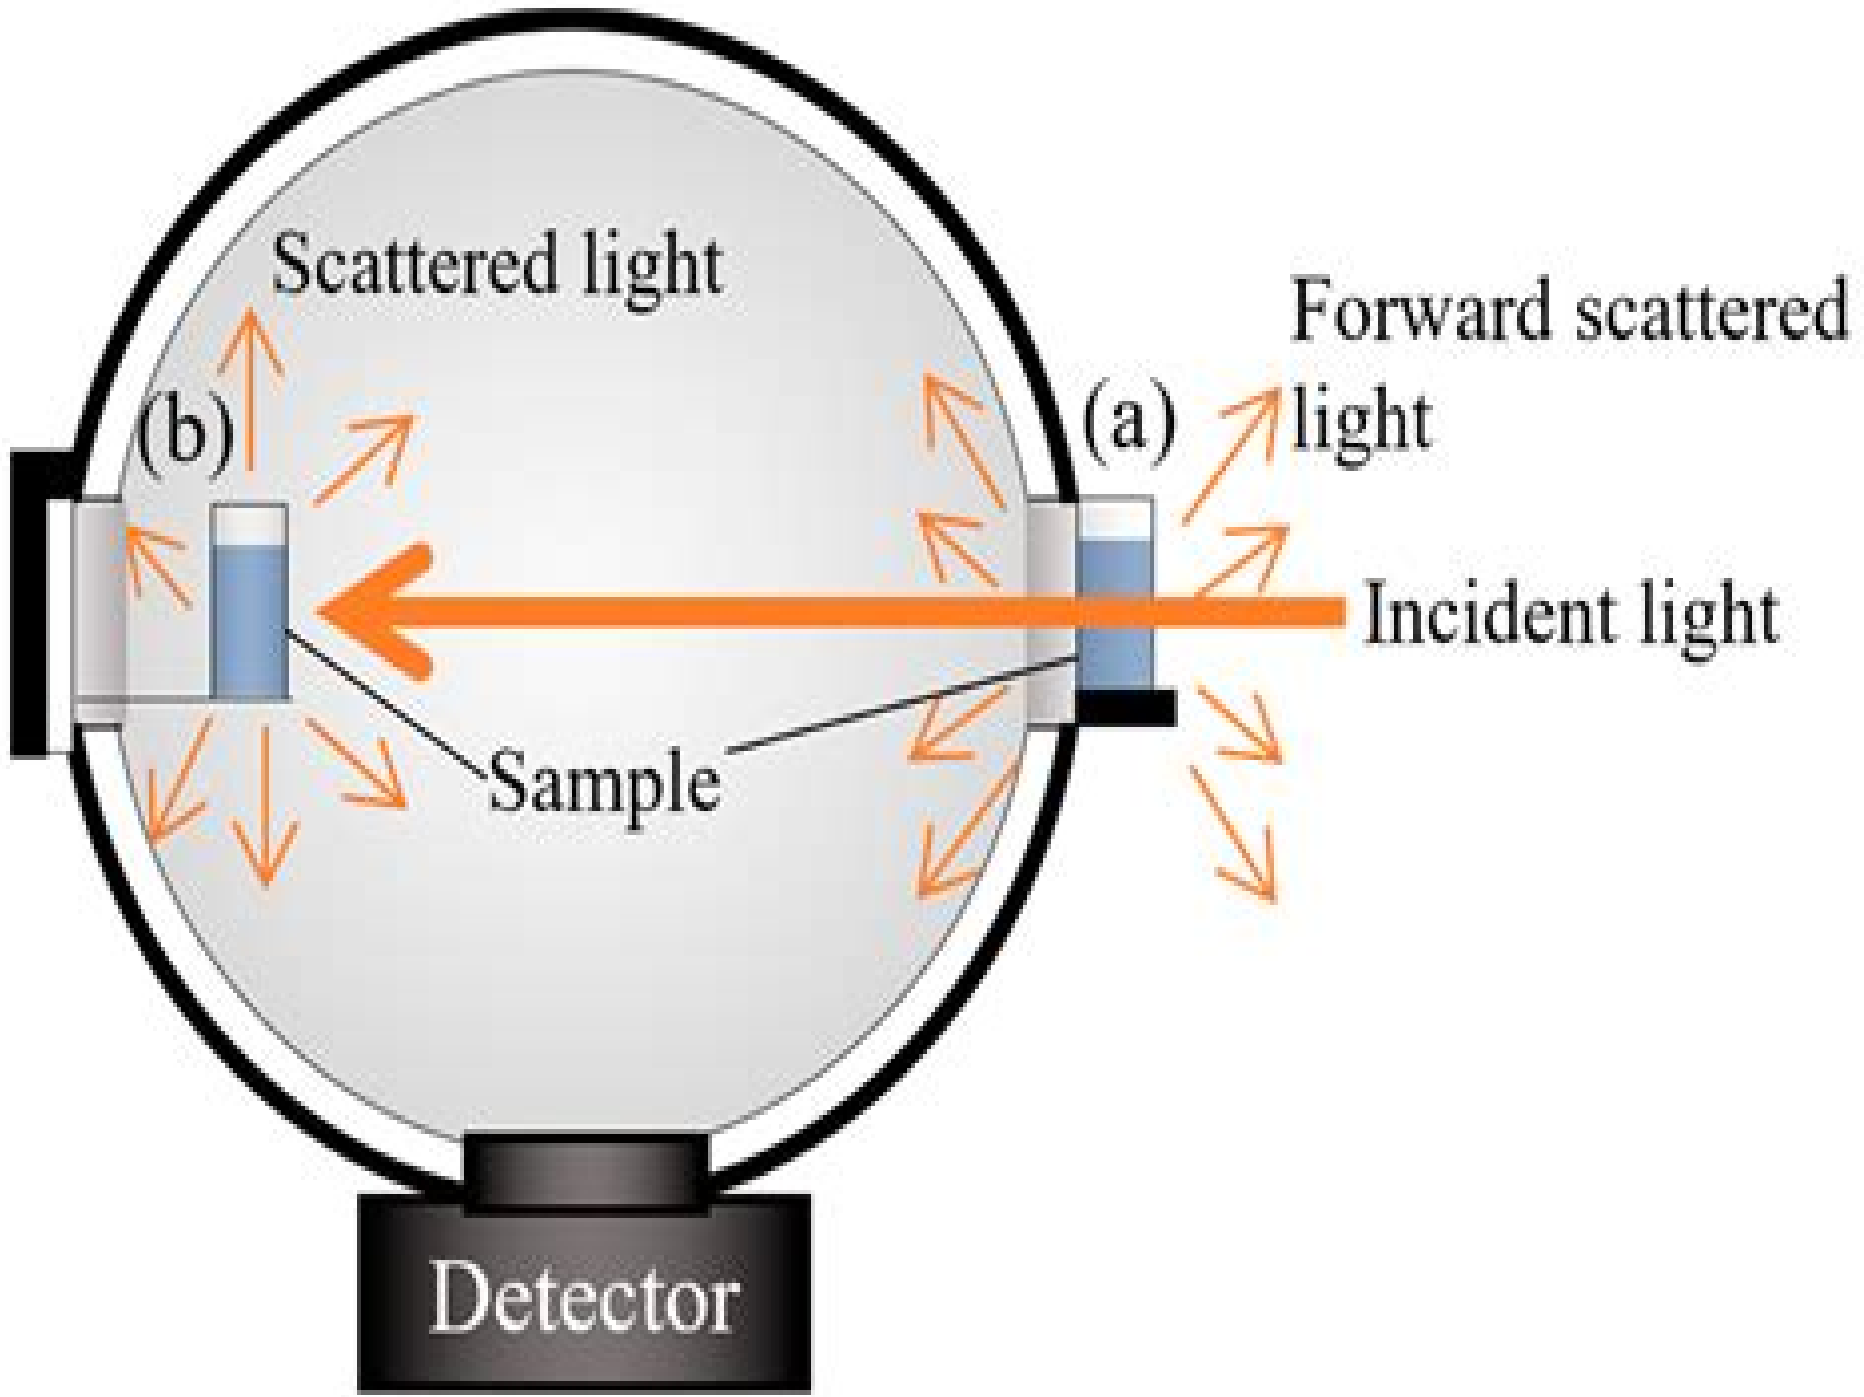 Scattered light
Forward scattered
light
(a)
(b)
Incident light
Sample
Detector